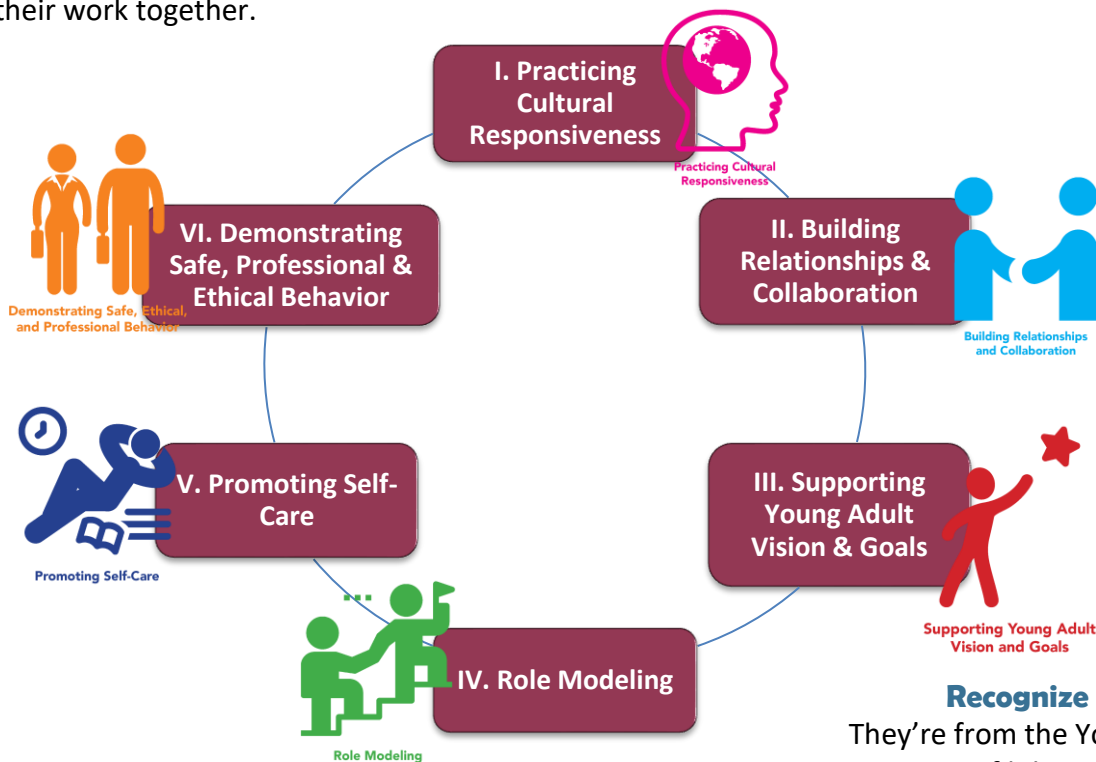 their work together.
I. Practicing
Cultural
Responsiveness
Practicing Cultural
Responsiveness
II. Building
Relationships &
Collaboration
Building Relationships
and Collaboration
III. Supporting
Young Adult
Vision & Goals
Supporting Young Adult
Vision and Goals
IV. Role Modeling
...
Role Modeling
V. Promoting Self-
Care
Promoting Self-Care
VI. Demonstrating
Safe, Professional &
Ethical Behavior
Demonstrating Safe, Ethical,
and Professional Behavior
Recognize
They're from the